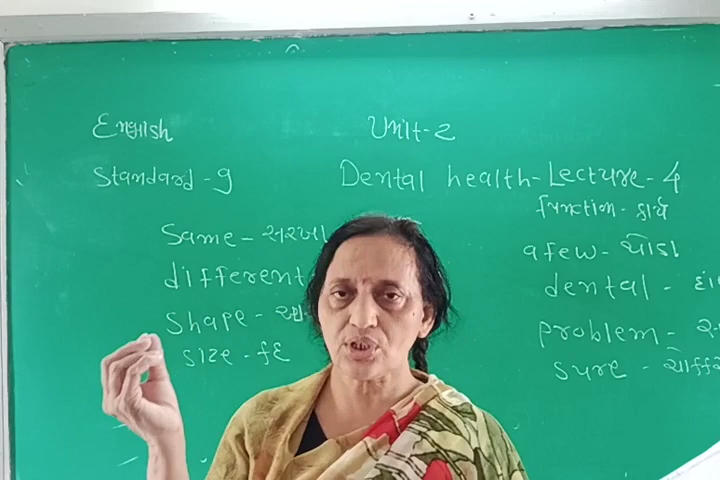 English
Unit-2
Standard-9
Dental health-Lecture-4
function-કાર્ય
Same-સરખા
a few-થોડા
different
dental-
Shape-
problem-
Size-કદ
Sure-